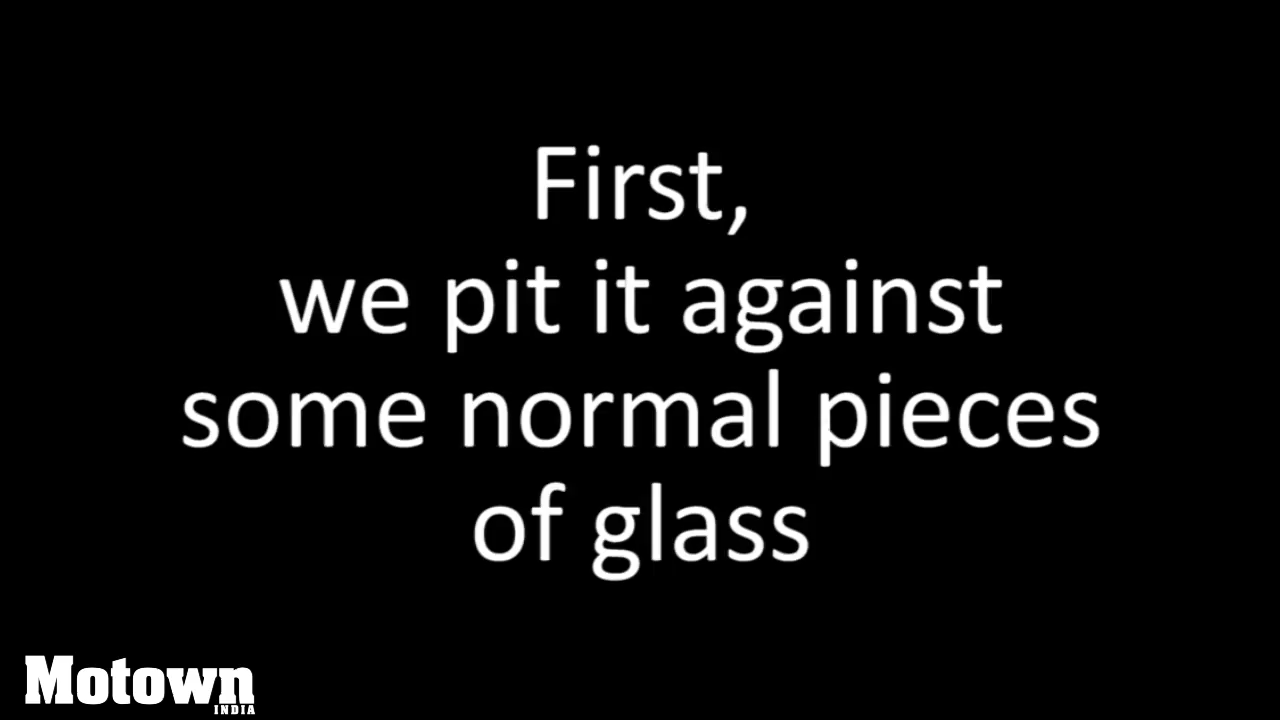 First,
we pit it against
some normal pieces
of glass
Motown
INDIA